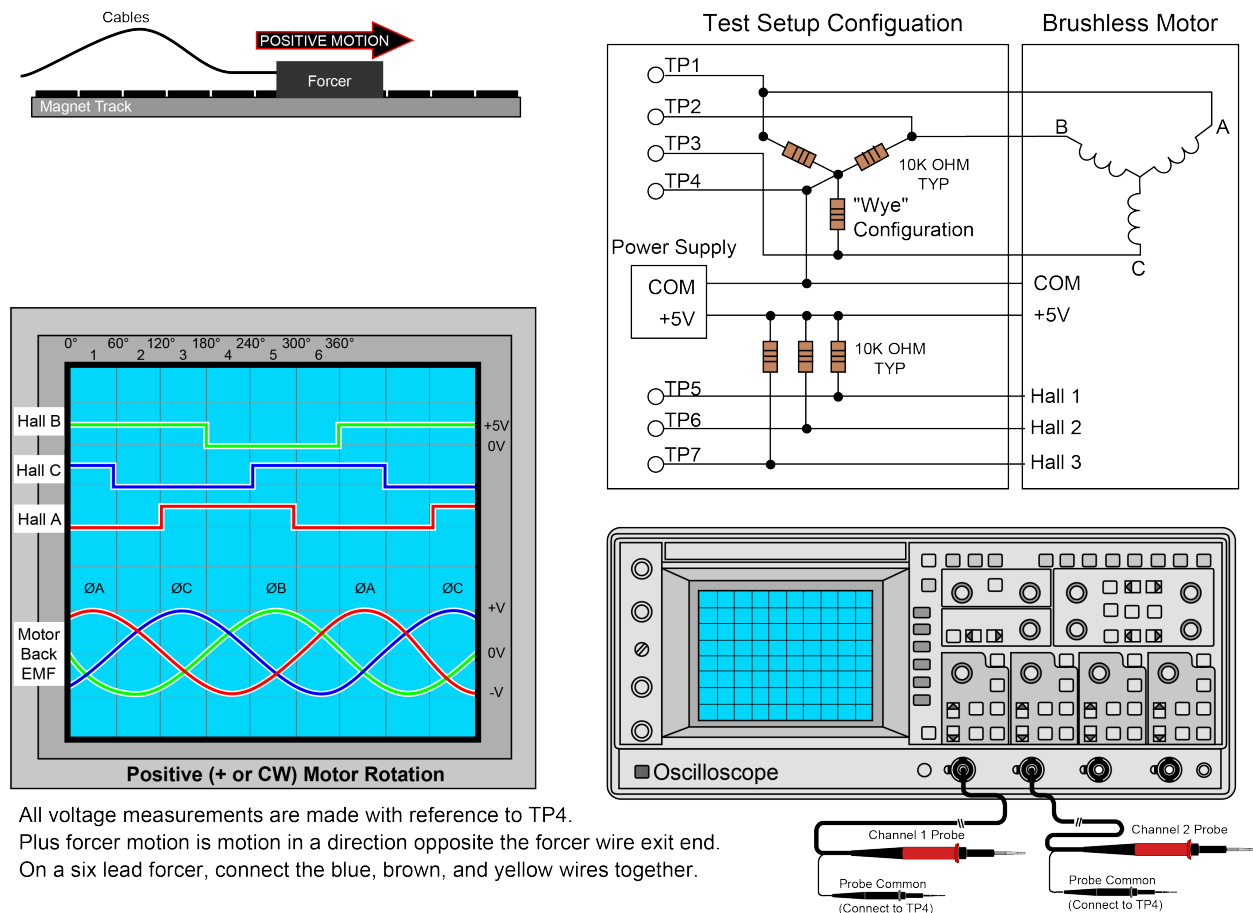 Cables
POSITIVE MOTION
Forcer
Magnet Track
Test Setup Configuation
Brushless Motor
TP1
TP2
TP3
TP4
10K OHM
TYP
"Wye"
Configuration
B
A
C
Power Supply
COM
+5V
COM
+5V
10K OHM
TYP
TP5
TP6
TP7
Hall 1
Hall 2
Hall 3
0° 60° 120° 180° 240° 300° 360°
1 2 3 4 5 6
Hall B
+5V
0V
Hall C
Hall A
ØA ØC ØB ØA ØC
Motor
Back
EMF
+V
0V
-V
Positive (+ or CW) Motor Rotation
All voltage measurements are made with reference to TP4.
Plus forcer motion is motion in a direction opposite the forcer wire exit end.
On a six lead forcer, connect the blue, brown, and yellow wires together.
Oscilloscope
Channel 1 Probe
Channel 2 Probe
Probe Common
(Connect to TP4)
Probe Common
(Connect to TP4)